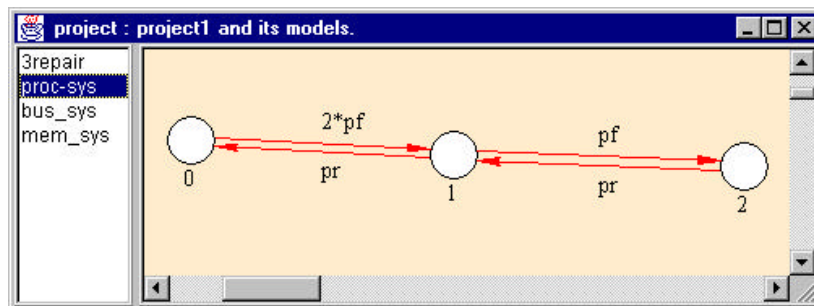 project : project1 and its models.
3repair
proc-sys
bus_sys
mem_sys
2*pf
pf
pr
pr
0
1
2